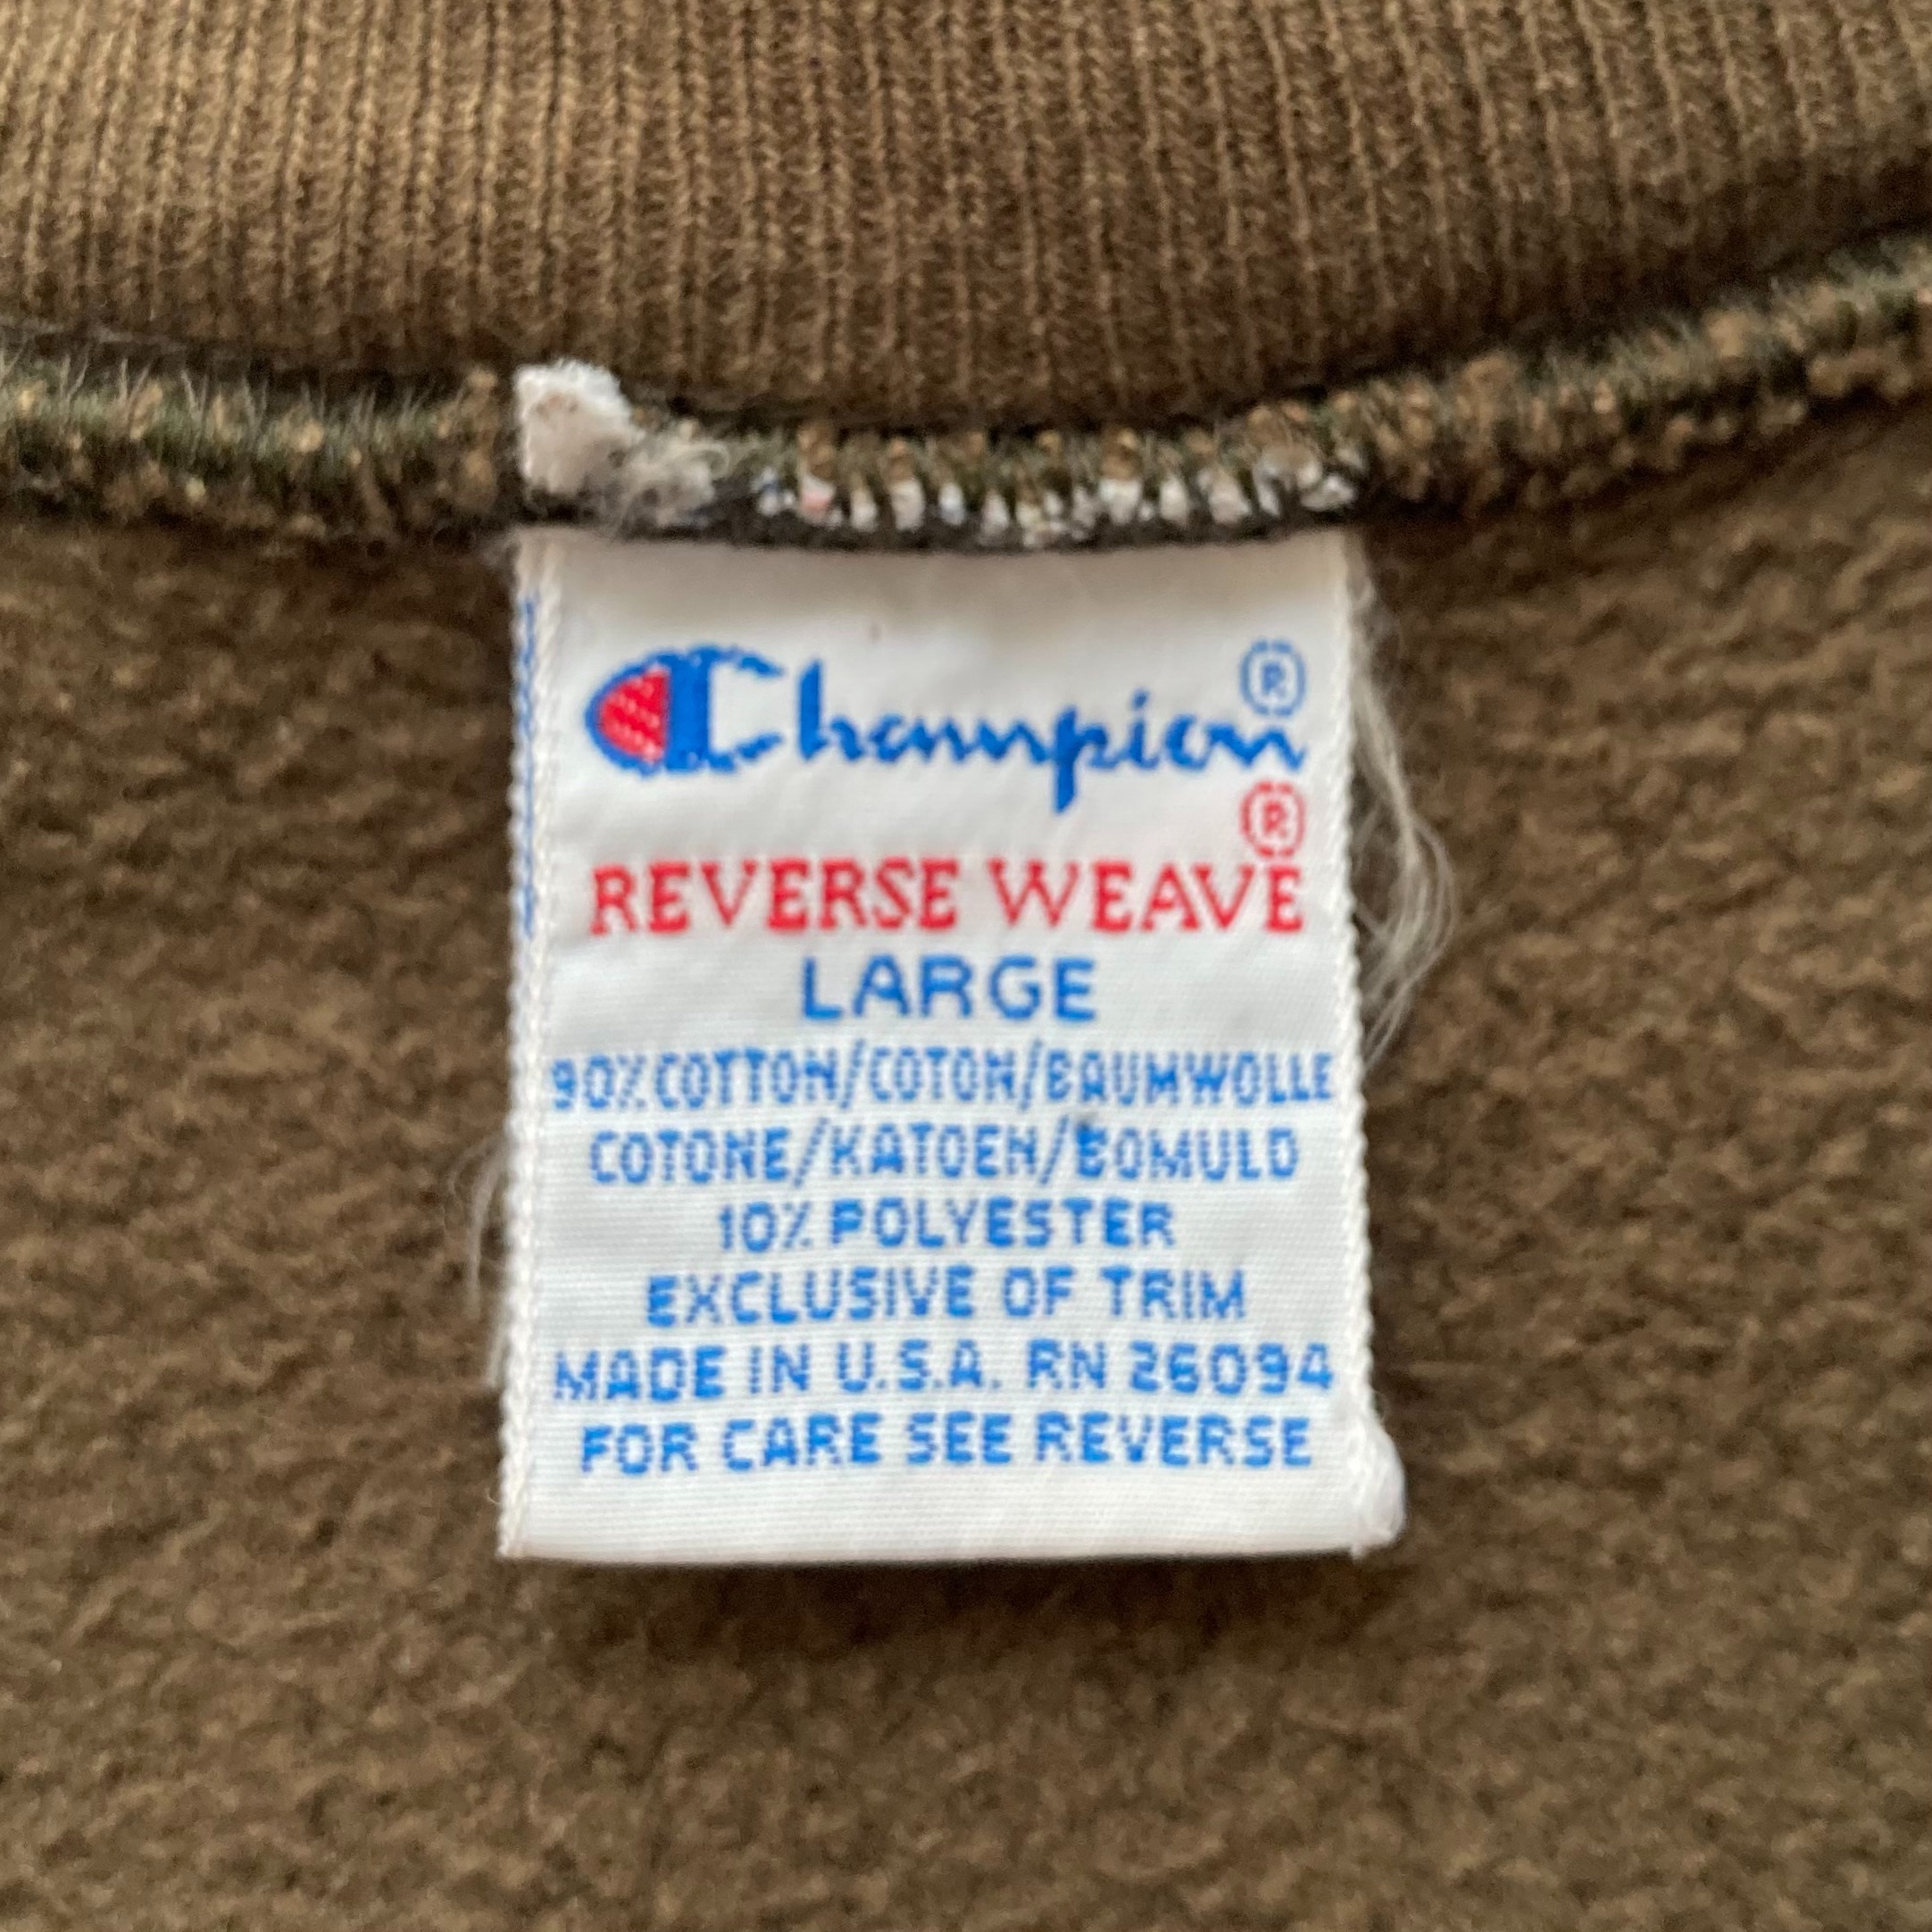 Champion®
®
REVERSE WEAVE
LARGE
90% COTTON/COTON/BAUMWOLLE
COTONE/KATOEN/BOMULD
10% POLYESTER
EXCLUSIVE OF TRIM
MADE IN U.S.A. RN 26094
FOR CARE SEE REVERSE